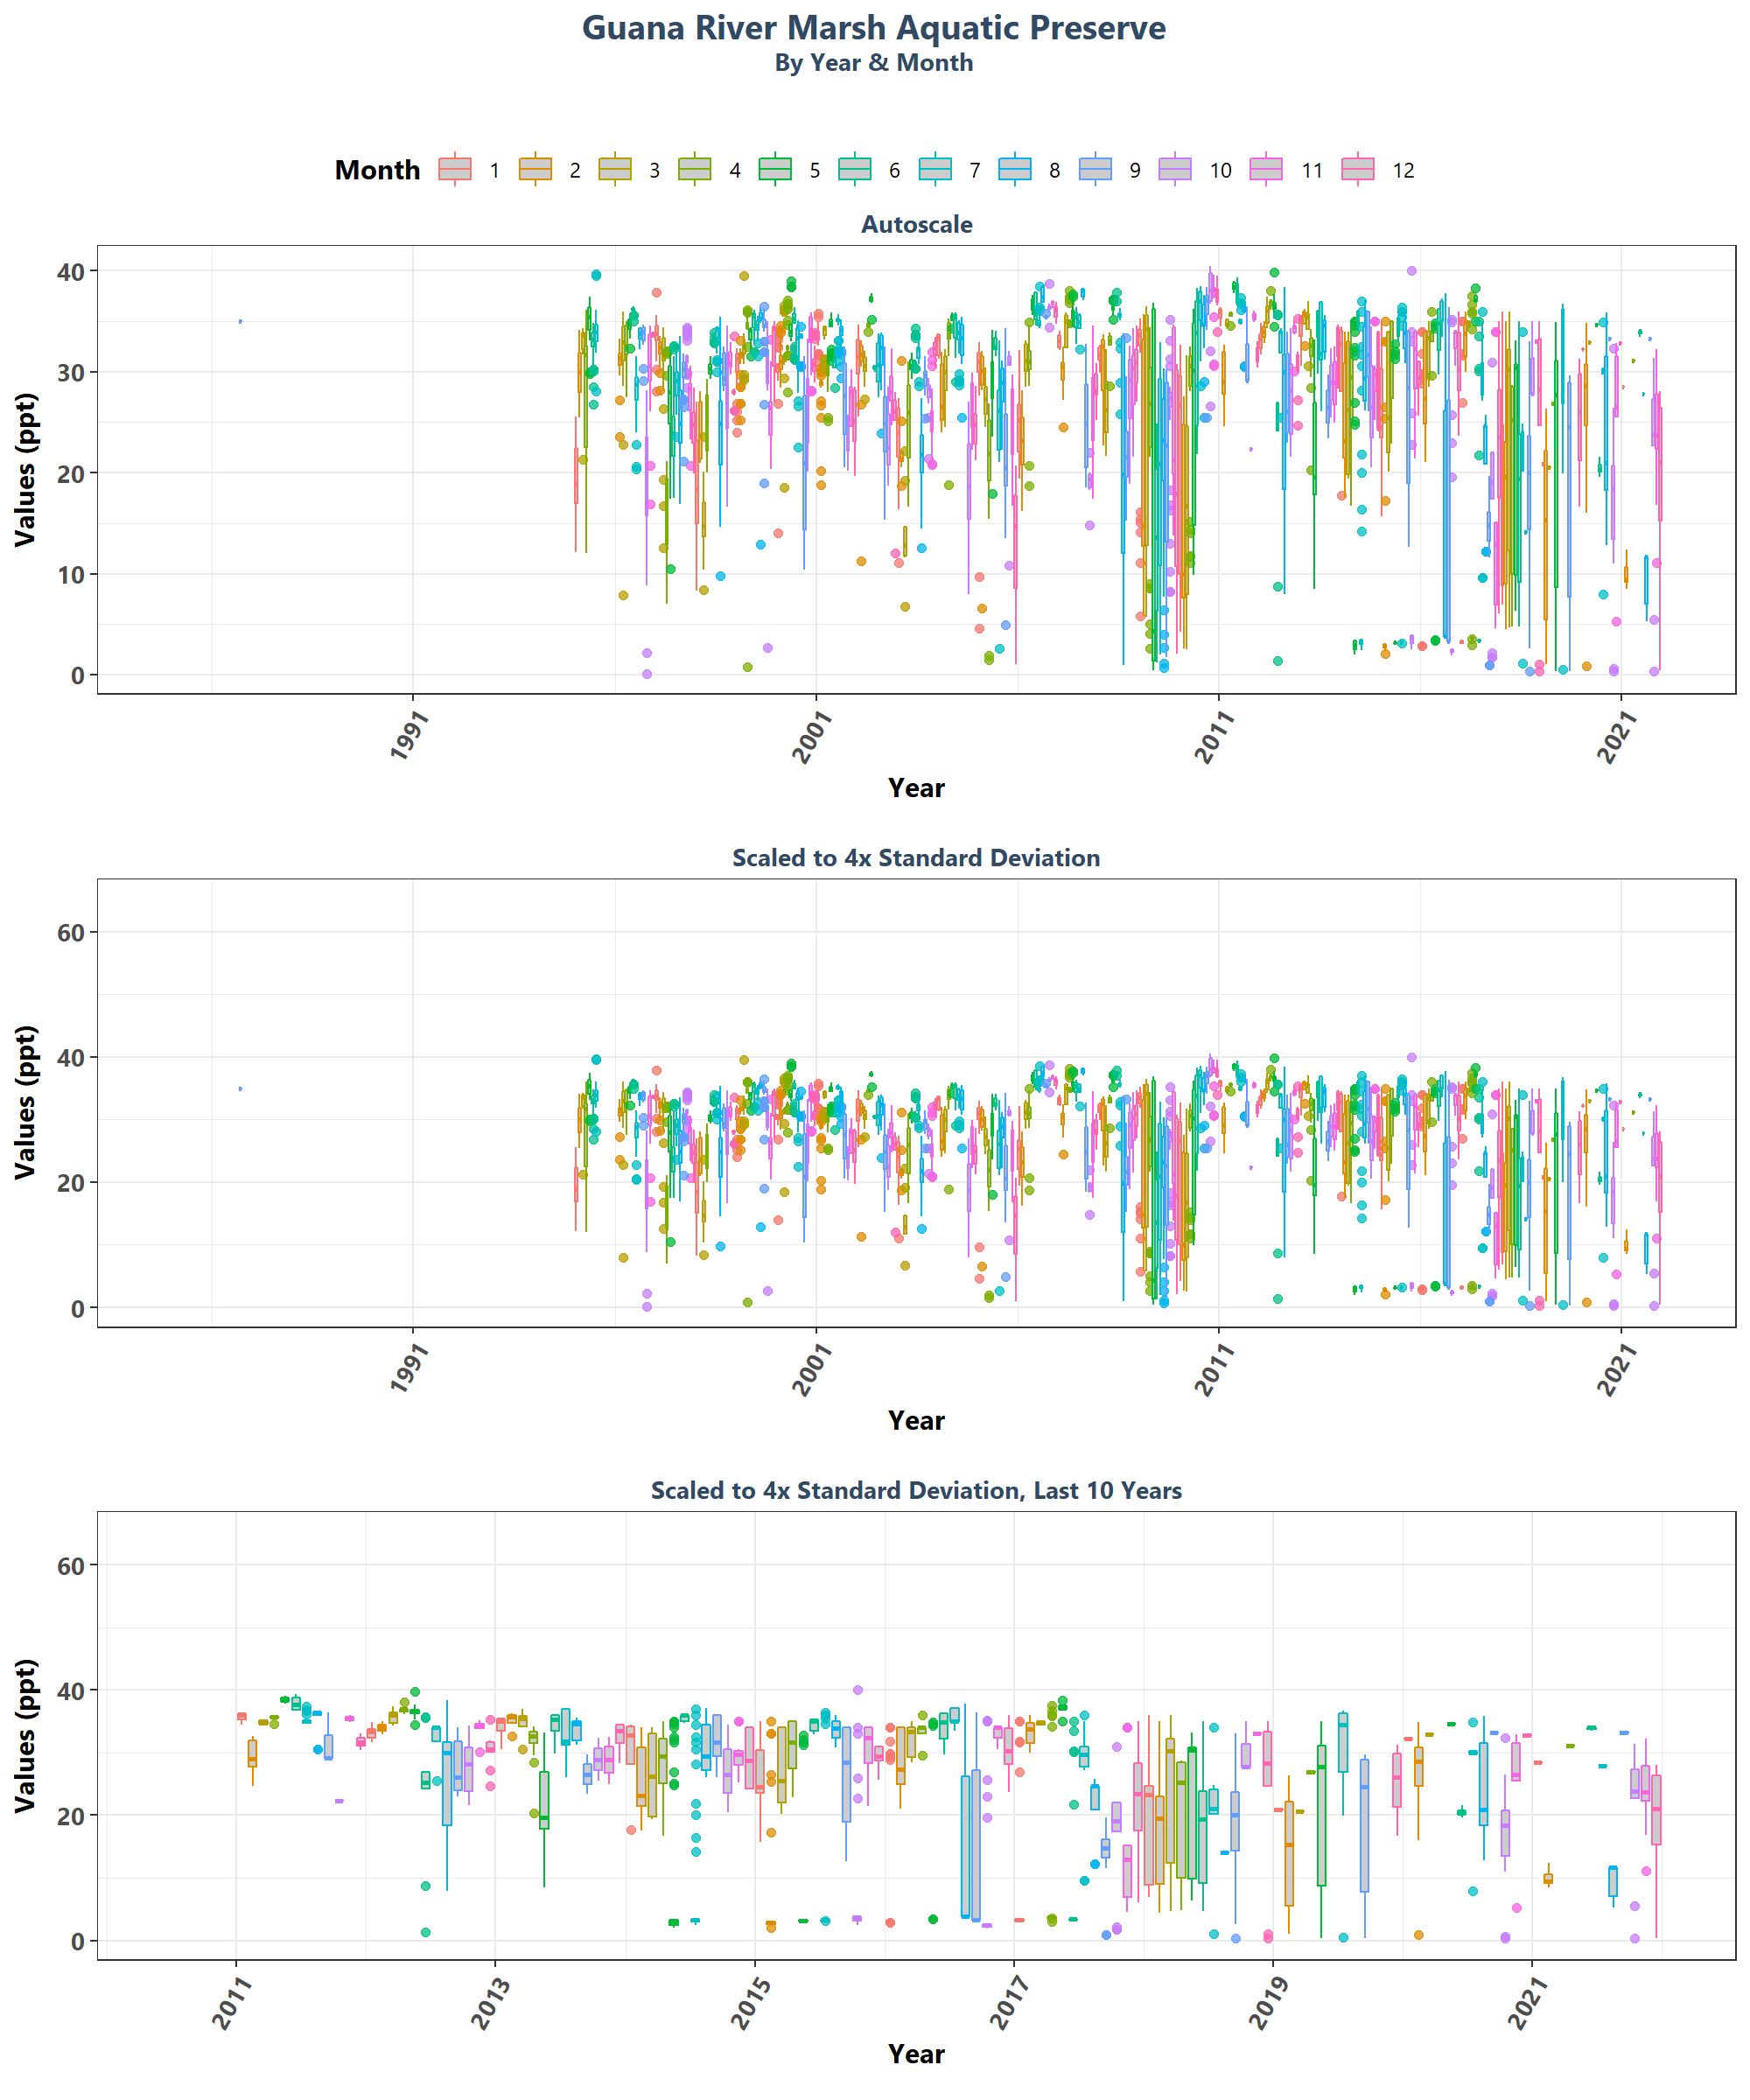 Guana River Marsh Aquatic Preserve
By Year & Month
Month 1 2 3 4 5 6 7 8 9 10 11 12
Autoscale
Values (ppt)
40
30
20
10
0
1991 2001 2011 2021
Year
Scaled to 4x Standard Deviation
Values (ppt)
60
40
20
0
1991 2001 2011 2021
Year
Scaled to 4x Standard Deviation, Last 10 Years
Values (ppt)
60
40
20
0
2011 2013 2015 2017 2019 2021
Year